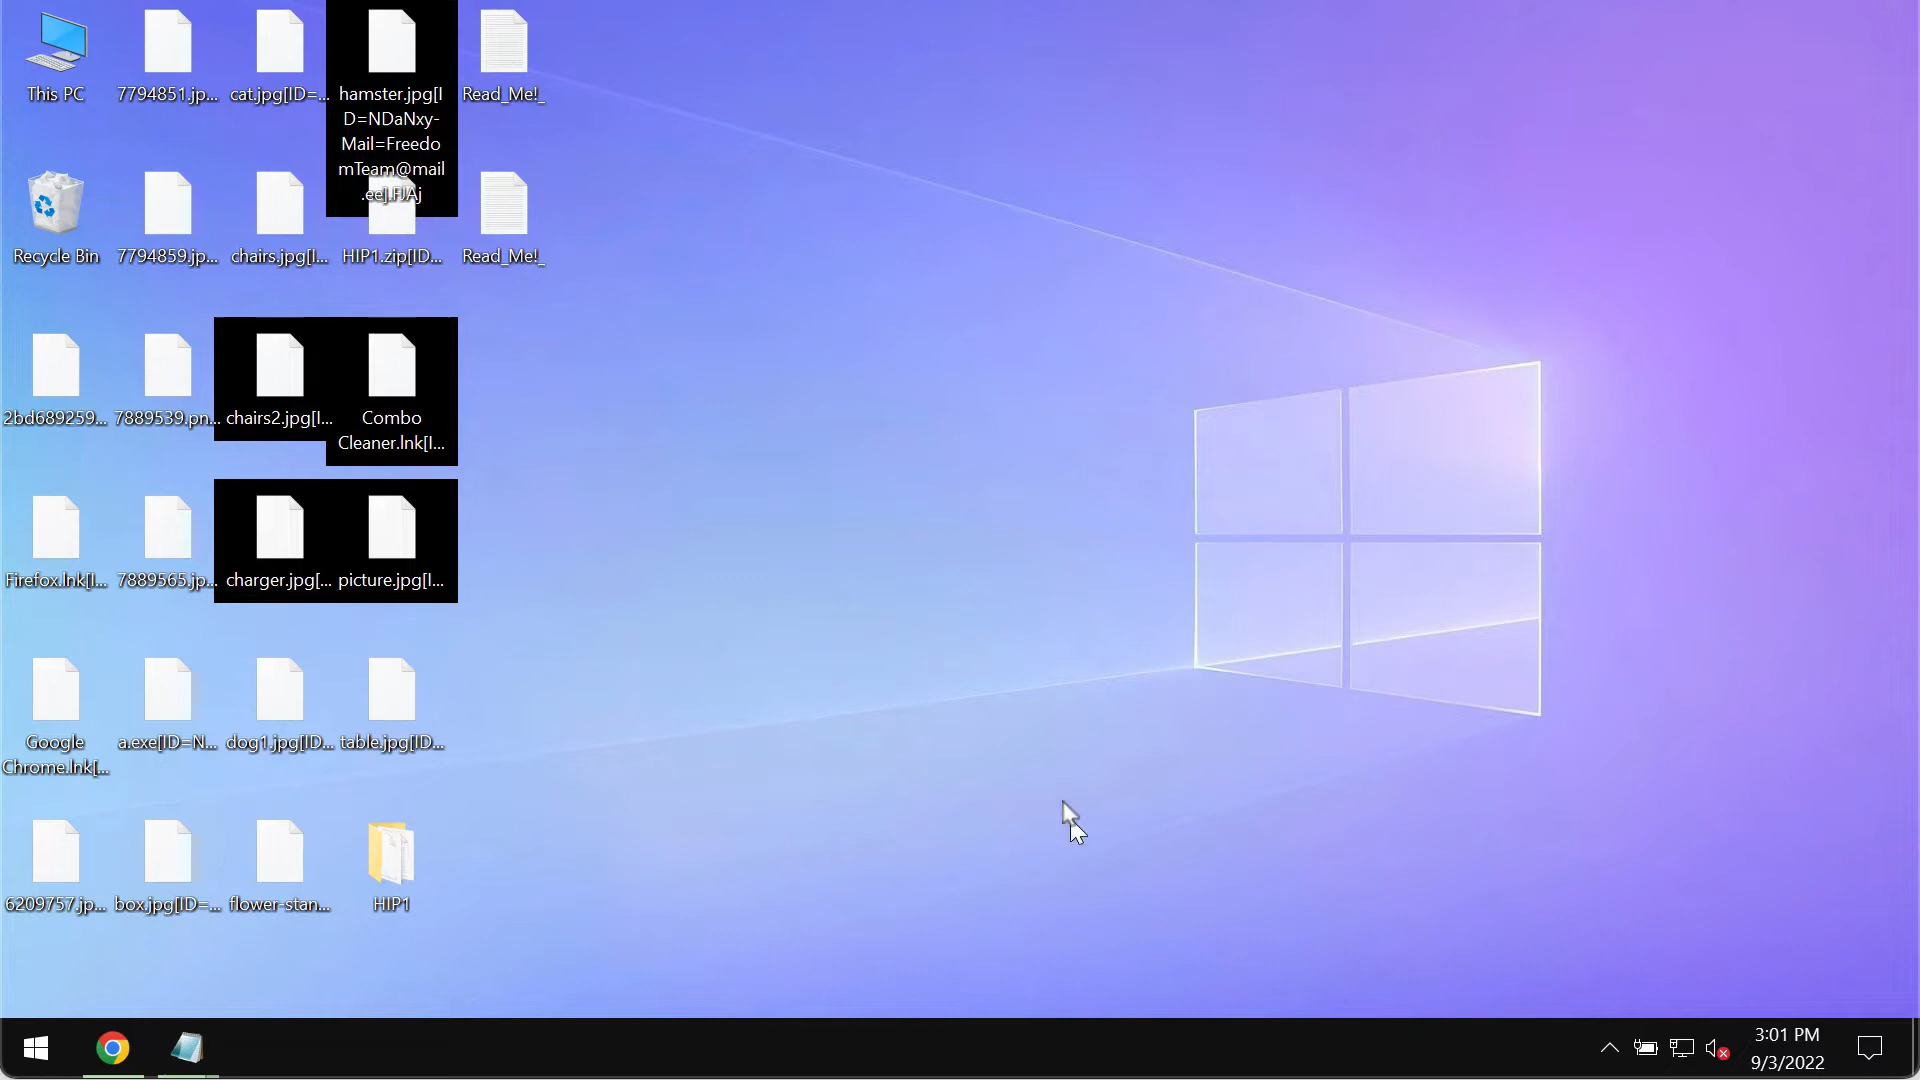 This PC
7794851.jp...
cat.jpg[ID=...
hamster.jpg[I
D=NDaNxy-
Mail=Freedo
mTeam@mail
.ee].FJAj
Read_Me!_
Recycle Bin
7794859.jp...
chairs.jpg[I...
HIP1.zip[ID...
Read_Me!_
2bd689259...
7889539.pn...
chairs2.jpg[I...
Combo
Cleaner.lnk[I...
Firefox.lnk[I...
7889565.jp...
charger.jpg[...
picture.jpg[I...
Google
Chrome.lnk[...
a.exe[ID=N...
dog1.jpg[ID...
table.jpg[ID...
6209757.jp...
box.jpg[ID=...
flower-stan...
HIP1
3:01 PM
9/3/2022